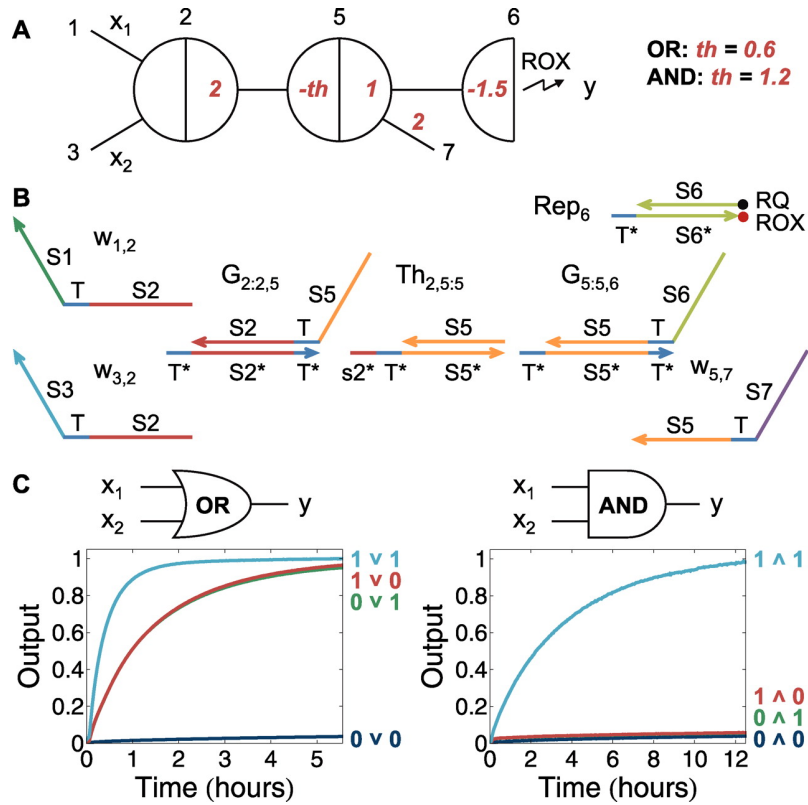 A
1
x1
2
5
6
2
-th
1
-1.5
ROX
y
3
x2
2
7
OR: th = 0.6
AND: th = 1.2
B
S1
w1,2
T
S2
S3
w3,2
T
S2
G2:2,5
S5
S2
T
T*
S2*
T*
Th2,5:5
S5
s2*
T*
S5*
G5:5,6
S6
S5
T
T*
S5*
T*
Rep6
S6
RQ
ROX
T*
S6*
w5,7
S7
S5
T
C
x1
x2
OR
y
Output
1
0.8
0.6
0.4
0.2
0
0 1 2 3 4 5
Time (hours)
1 ∨ 1
1 ∨ 0
0 ∨ 1
0 ∨ 0
x1
x2
AND
y
Output
1
0.8
0.6
0.4
0.2
0
0 2 4 6 8 10 12
Time (hours)
1 ∧ 1
1 ∧ 0
0 ∧ 1
0 ∧ 0